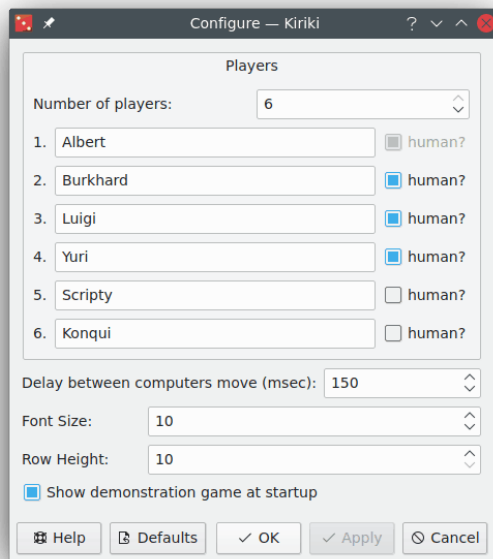 Configure — Kiriki
Players
Number of players: 6
1. Albert human?
2. Burkhard human?
3. Luigi human?
4. Yuri human?
5. Scripty human?
6. Konqui human?
Delay between computers move (msec): 150
Font Size: 10
Row Height: 10
Show demonstration game at startup
Help Defaults OK Apply Cancel